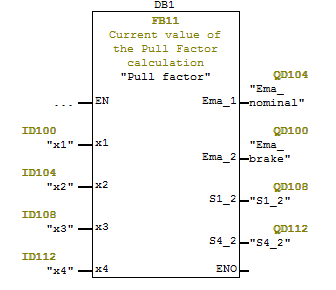 DB1
FB11
Current value of
the Pull Factor
calculation
"Pull factor"
... EN
Ema_1 QD104 "Ema_
nominal"
ID100
"x1" x1
Ema_2 QD100 "Ema_
brake"
ID104
"x2" x2
S1_2 QD108 "S1_2"
ID108
"x3" x3
S4_2 QD112 "S4_2"
ID112
"x4" x4
ENO